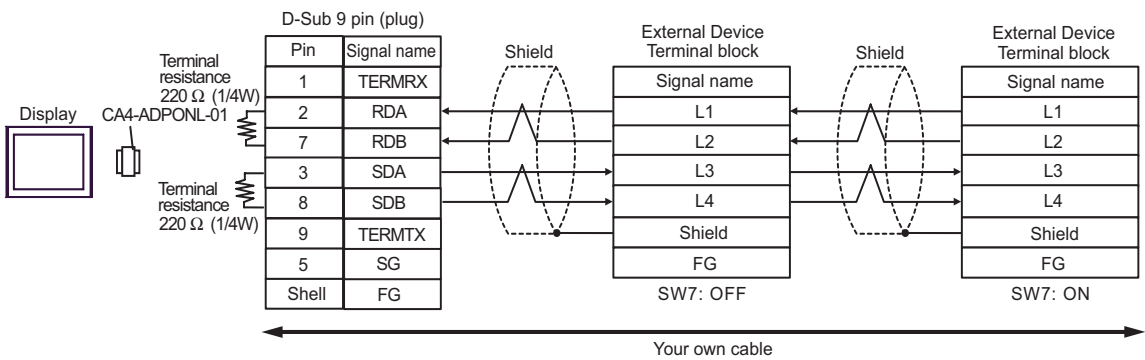 D-Sub 9 pin (plug)
External Device
Terminal block
External Device
Terminal block
Pin
Signal name
Shield
Shield
Terminal
resistance
220 Ω (1/4W)
1
TERMRX
Signal name
Signal name
Display
CA4-ADPONL-01
2
RDA
L1
L1
7
RDB
L2
L2
3
SDA
L3
L3
Terminal
resistance
220 Ω (1/4W)
8
SDB
L4
L4
9
TERMTX
Shield
Shield
5
SG
FG
FG
Shell
FG
SW7: OFF
SW7: ON
Your own cable